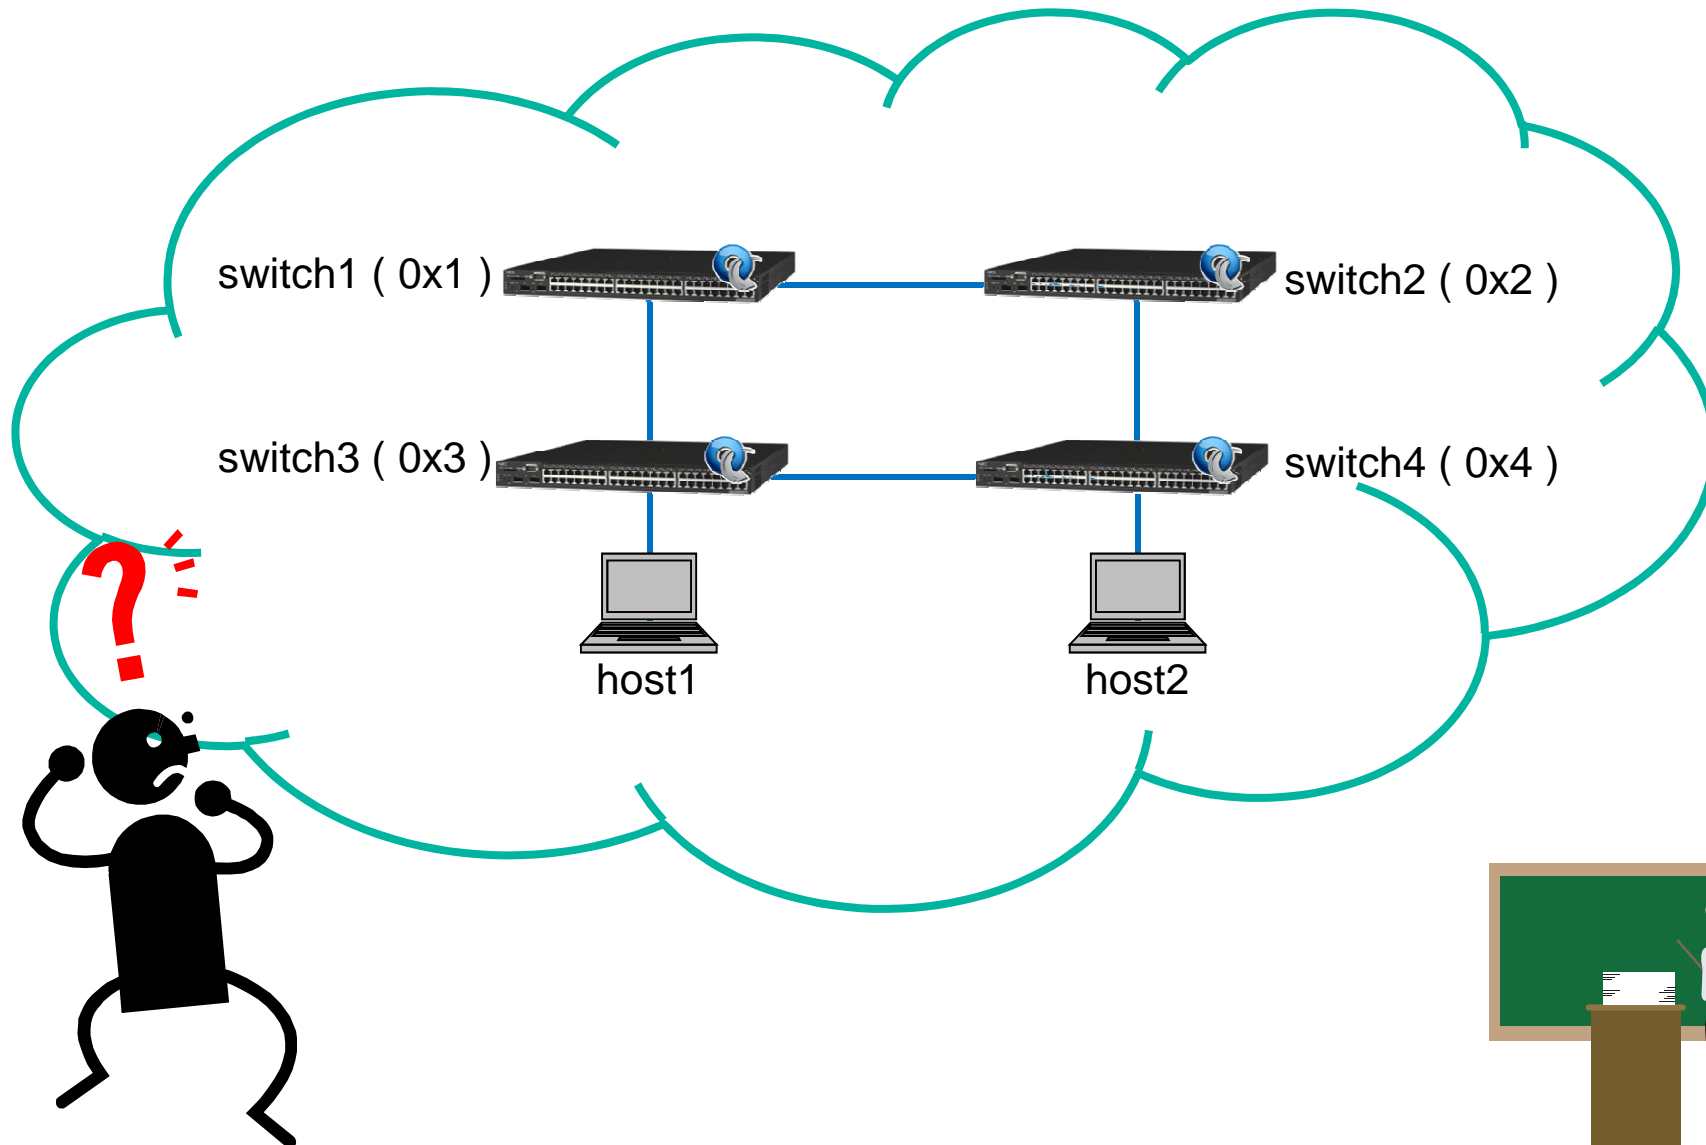 switch1 ( 0x1 )
switch2 ( 0x2 )
switch3 ( 0x3 )
switch4 ( 0x4 )
host1
host2
?